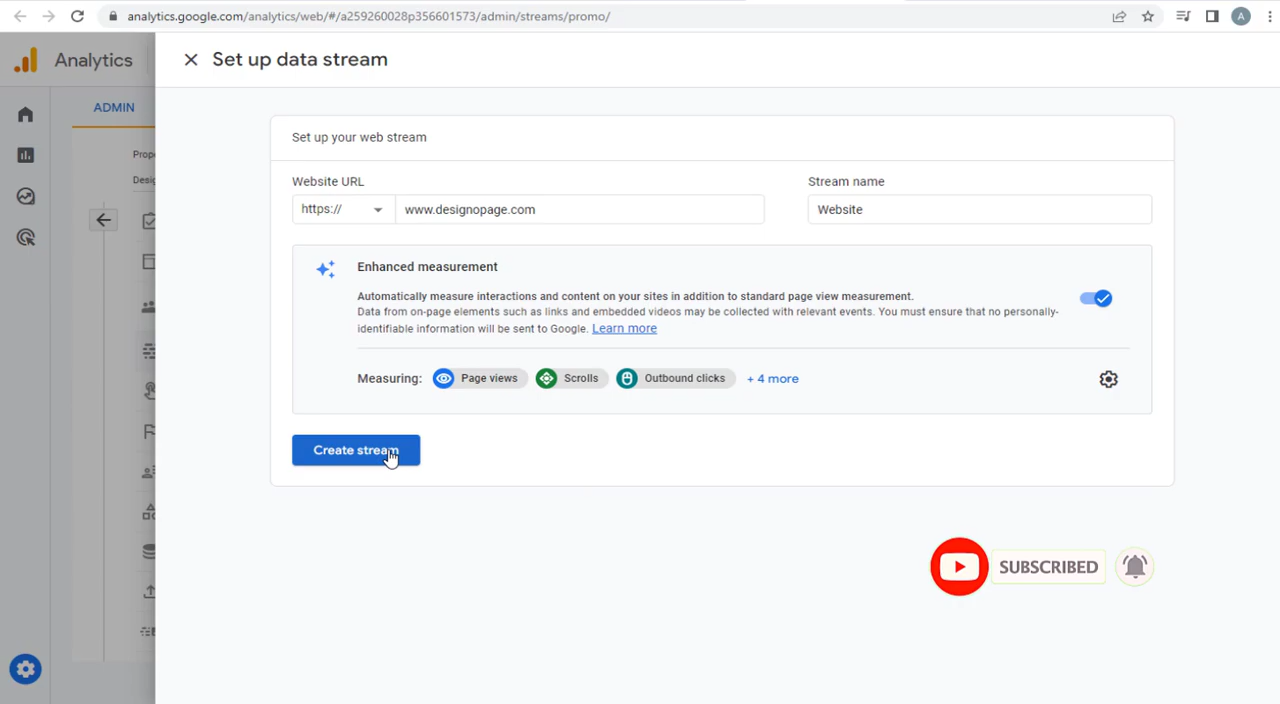 analytics.google.com/analytics/web/#/a259260028p356601573/admin/streams/promo/
A
Analytics
Set up data stream
ADMIN
Set up your web stream
Prope
Desig
Website URL
Stream name
https://
www.designopage.com
Website
Enhanced measurement
Automatically measure interactions and content on your sites in addition to standard page view measurement.
Data from on-page elements such as links and embedded videos may be collected with relevant events. You must ensure that no personally-
identifiable information will be sent to Google. Learn more
Measuring: Page views Scrolls Outbound clicks + 4 more
Create stream
SUBSCRIBED